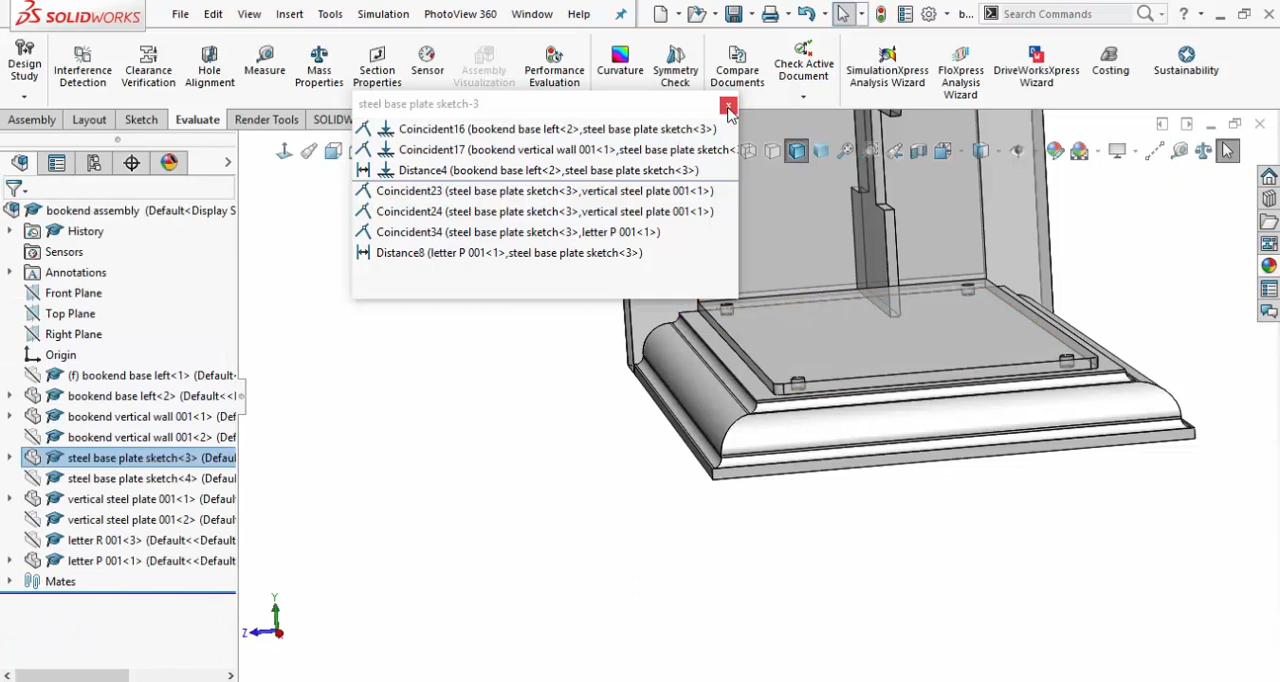 SOLIDWORKS File Edit View Insert Tools Simulation PhotoView 360 Window Help b... Search Commands ?
Design Study
Interference Detection
Clearance Verification
Hole Alignment
Measure
Mass Properties
Section Properties
Sensor
Assembly Visualization
Performance Evaluation
Curvature
Symmetry Check
Compare Documents
Check Active Document
SimulationXpress Analysis Wizard
FloXpress Analysis Wizard
DriveWorksXpress Wizard
Costing
Sustainability
Assembly Layout Sketch Evaluate Render Tools SOLIDW
steel base plate sketch-3
Coincident16 (bookend base left<2>,steel base plate sketch<3>)
Coincident17 (bookend vertical wall 001<1>,steel base plate sketch<
Distance4 (bookend base left<2>,steel base plate sketch<3>)
Coincident23 (steel base plate sketch<3>,vertical steel plate 001<1>)
Coincident24 (steel base plate sketch<3>,vertical steel plate 001<1>)
Coincident34 (steel base plate sketch<3>,letter P 001<1>)
Distance8 (letter P 001<1>,steel base plate sketch<3>)
bookend assembly (Default<Display S
History
Sensors
Annotations
Front Plane
Top Plane
Right Plane
Origin
(f) bookend base left<1> (Default‹
bookend base left<2> (Default<<
bookend vertical wall 001<1> (Def
bookend vertical wall 001<2> (Def
steel base plate sketch<3> (Defau
steel base plate sketch<4> (Defau
vertical steel plate 001<1> (Defaul
vertical steel plate 001<2> (Defaul
letter R 001<3> (Default<<Default
letter P 001<1> (Default<<Default
Mates
Y
Z